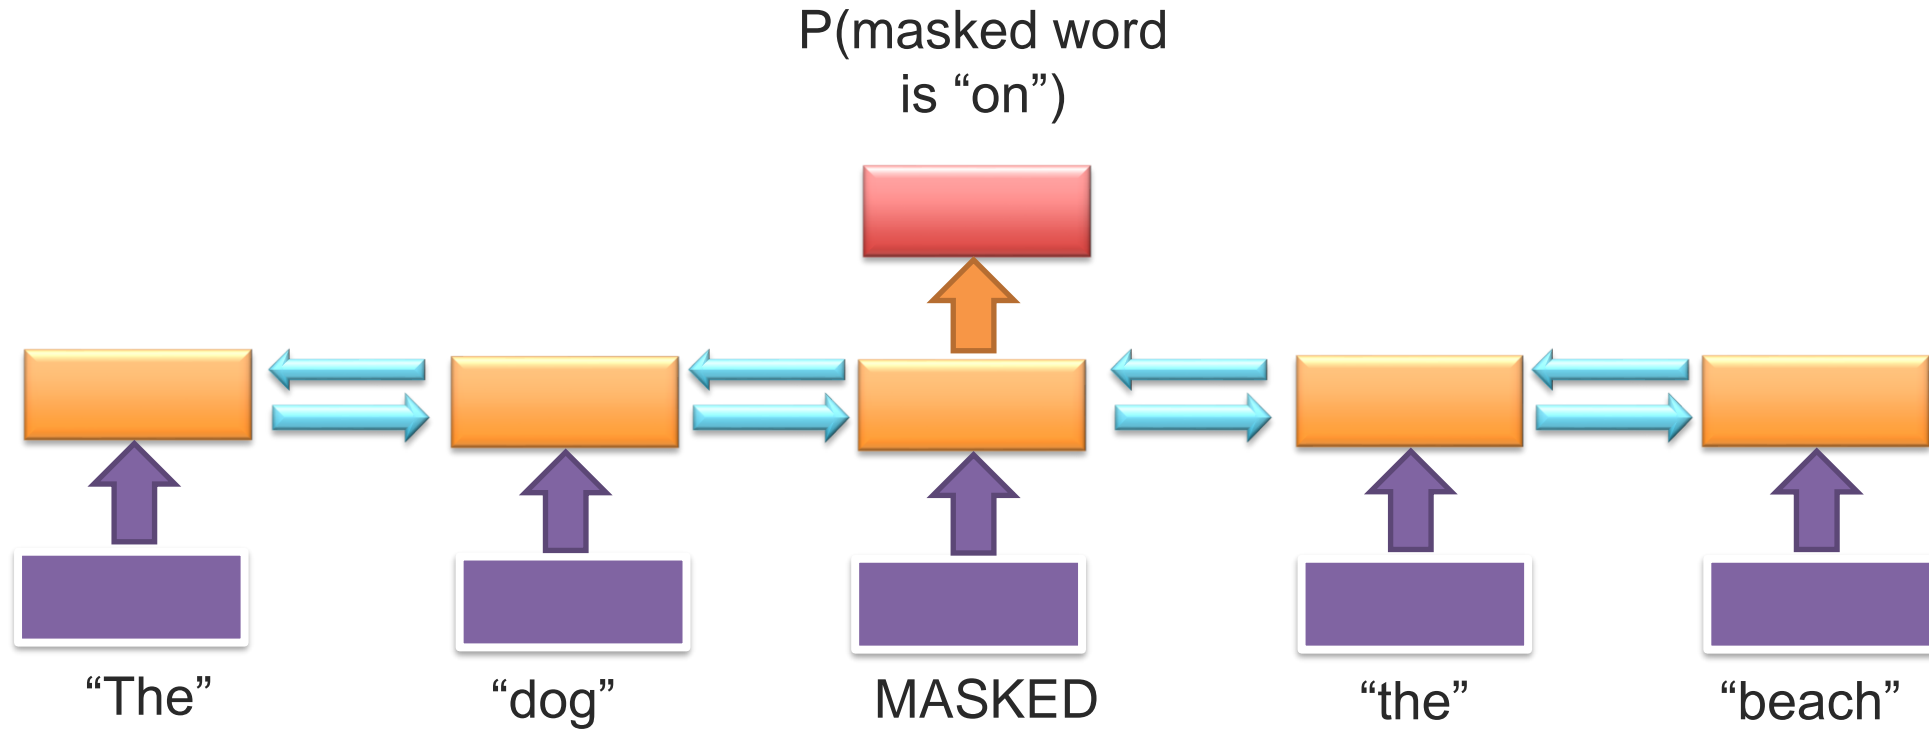 P(masked word
is “on”)
“The” “dog” MASKED “the” “beach”